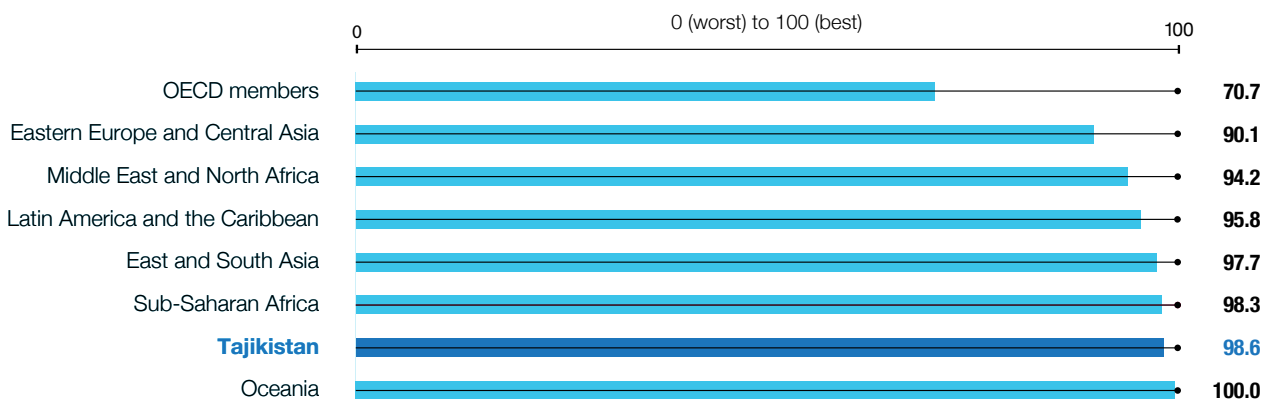 0 (worst) to 100 (best)
0 100
OECD members 70.7
Eastern Europe and Central Asia 90.1
Middle East and North Africa 94.2
Latin America and the Caribbean 95.8
East and South Asia 97.7
Sub-Saharan Africa 98.3
Tajikistan 98.6
Oceania 100.0